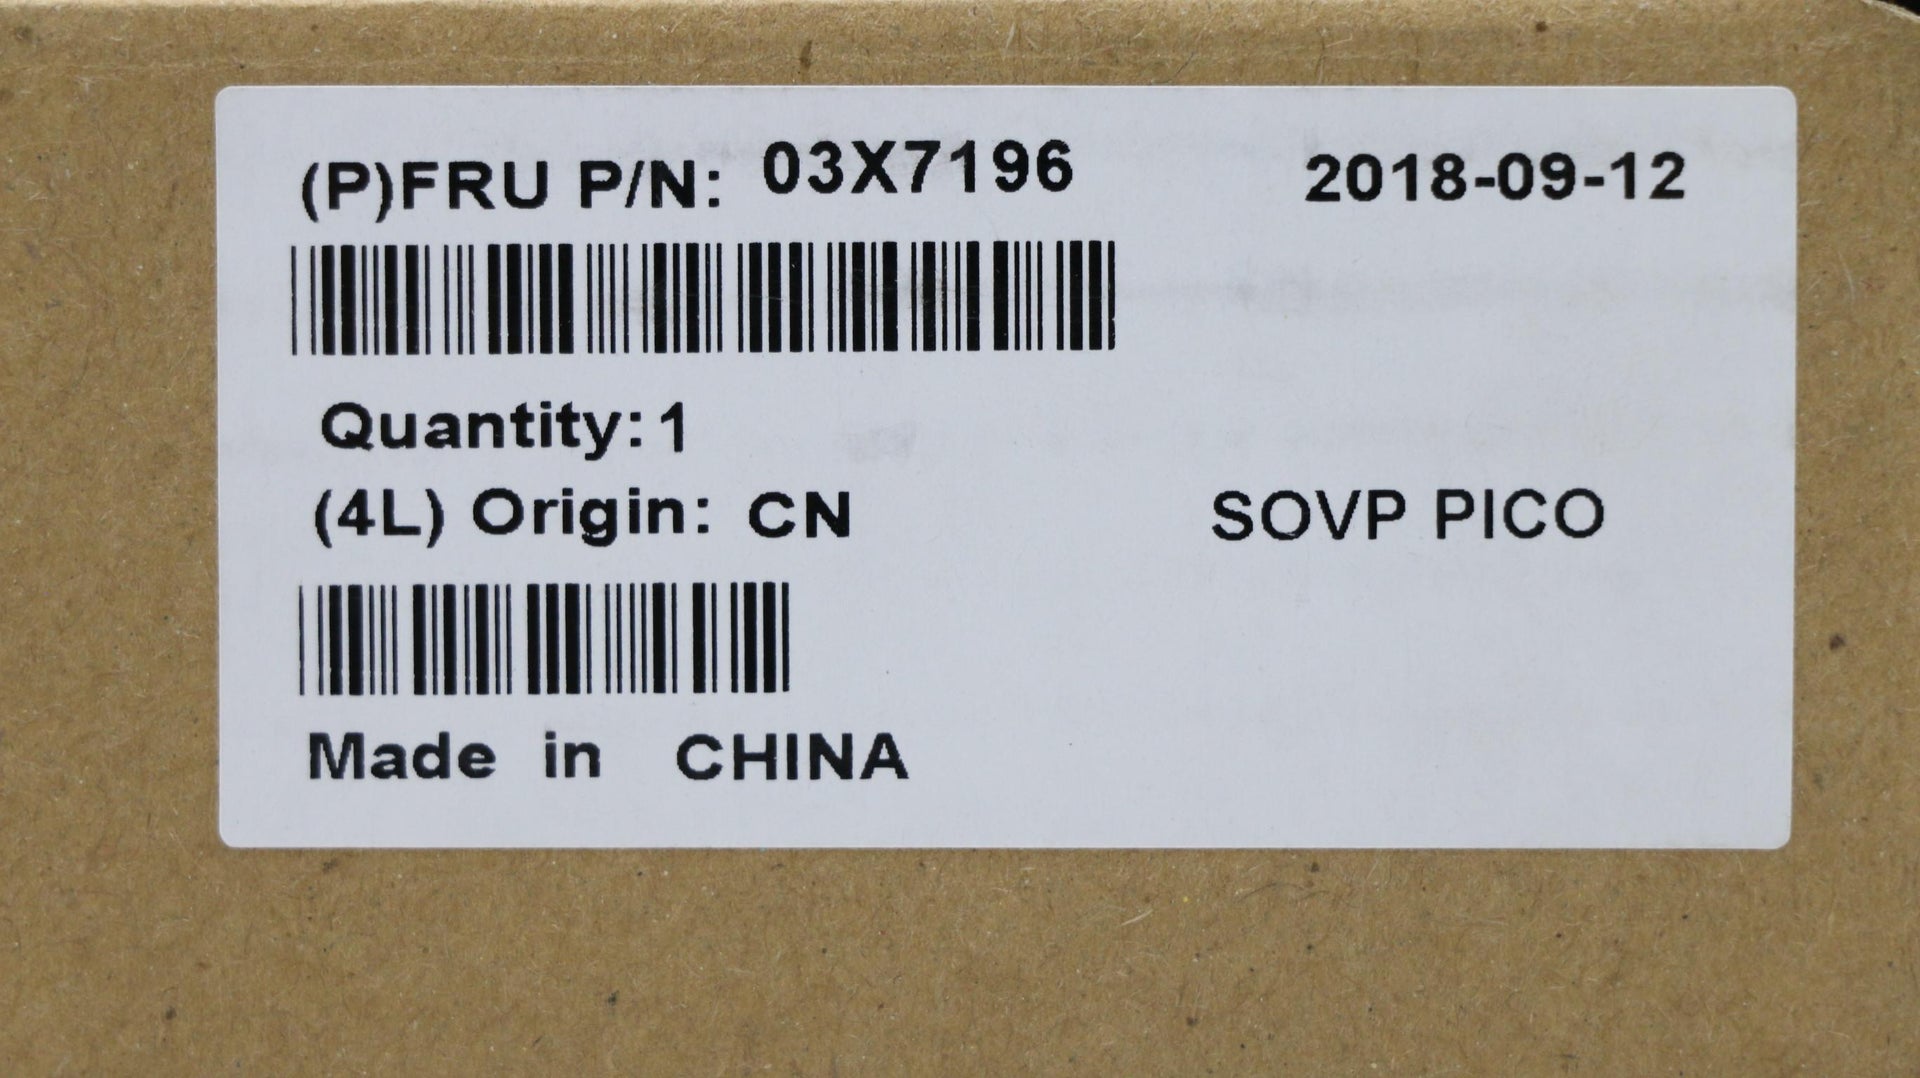 (P)FRU P/N: 03X7196 2018-09-12
Quantity: 1
(4L) Origin: CN SOVP PICO
Made in CHINA